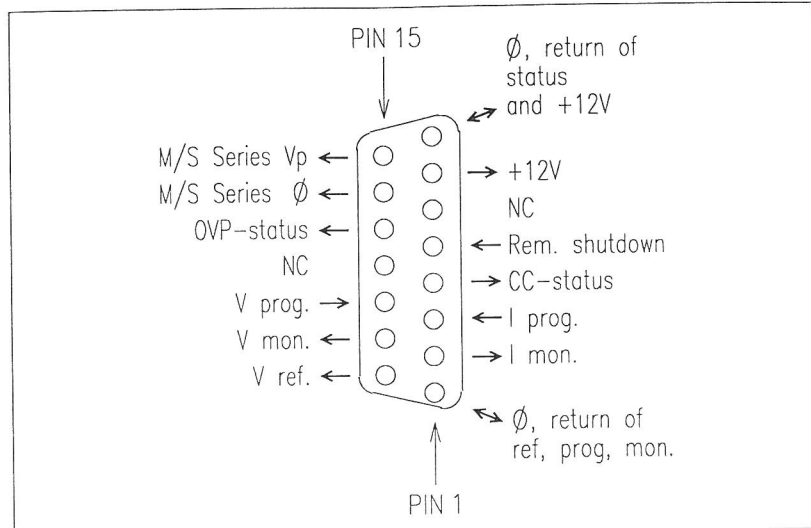 PIN 15
Ø, return of
status
and +12V
M/S Series Vp
M/S Series Ø
OVP-status
NC
V prog.
V mon.
V ref.
+12V
NC
Rem. shutdown
CC-status
I prog.
I mon.
Ø, return of
ref, prog, mon.
PIN 1